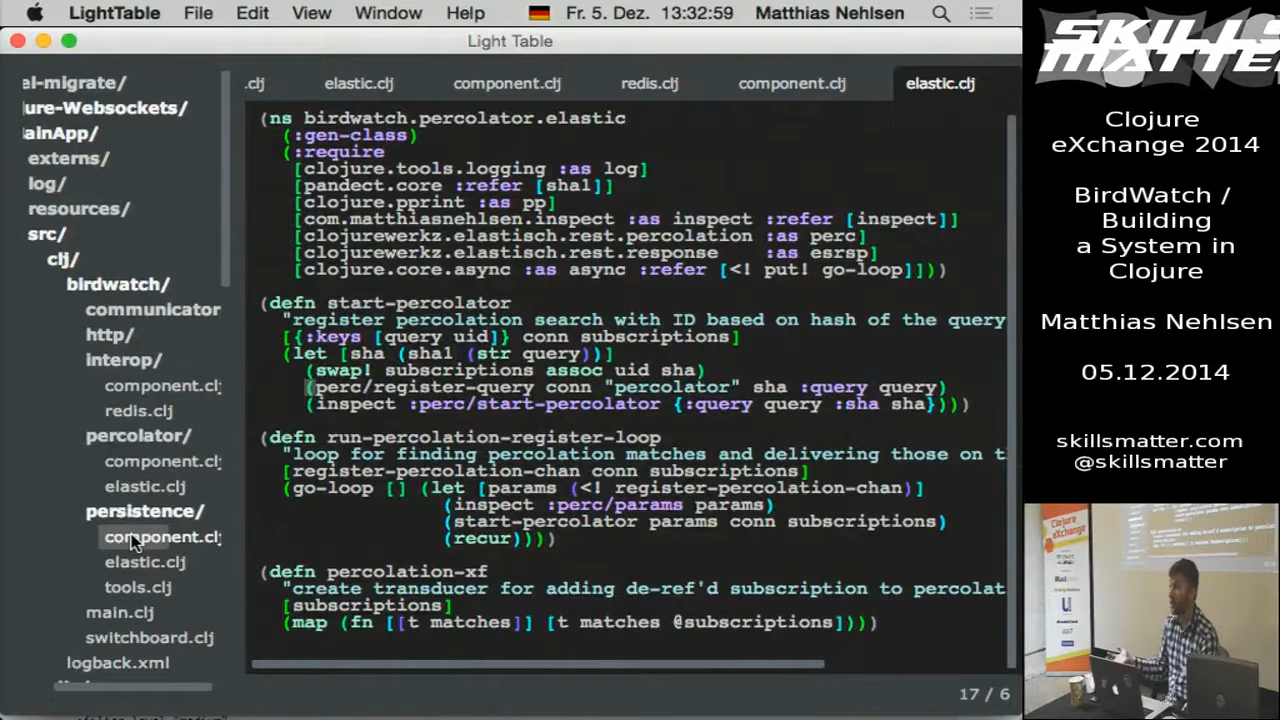 LightTable File Edit View Window Help Fr. 5. Dez. 13:32:59 Matthias Nehlsen
Light Table
el-migrate/
ure-Websockets/
ainApp/
externs/
log/
resources/
src/
clj/
birdwatch/
communicator
http/
interop/
component.clj
redis.clj
percolator/
component.clj
elastic.clj
persistence/
component.clj
elastic.clj
tools.clj
main.clj
switchboard.clj
logback.xml
.clj elastic.clj component.clj redis.clj component.clj elastic.clj
(ns birdwatch.percolator.elastic
(:gen-class)
(:require
[clojure.tools.logging :as log]
[pandect.core :refer [sha1]]
[clojure.pprint :as pp]
[com.matthiasnehlsen.inspect :as inspect :refer [inspect]]
[clojurewerkz.elastisch.rest.percolation :as perc]
[clojurewerkz.elastisch.rest.response :as esrsp]
[clojure.core.async :as async :refer [<! put! go-loop]]))
(defn start-percolator
"register percolation search with ID based on hash of the query
[{:keys [query uid]} conn subscriptions]
(let [sha (sha1 (str query))]
(swap! subscriptions assoc uid sha)
(perc/register-query conn "percolator" sha :query query)
(inspect :perc/start-percolator {:query query :sha sha})))
(defn run-percolation-register-loop
"loop for finding percolation matches and delivering those on t
[register-percolation-chan conn subscriptions]
(go-loop [] (let [params (<! register-percolation-chan)]
(inspect :perc/params params)
(start-percolator params conn subscriptions)
(recur))))
(defn percolation-xf
"create transducer for adding de-ref'd subscription to percolat
[subscriptions]
(map (fn [[t matches]] [t matches @subscriptions])))
17 / 6
SKILLS
MATTER
Clojure
eXchange 2014
BirdWatch /
Building
a System in
Clojure
Matthias Nehlsen
05.12.2014
skillsmatter.com
@skillsmatter
Clojure
eXchange